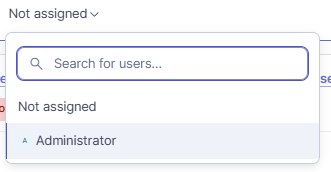 Not assigned
Search for users...
Not assigned
A Administrator